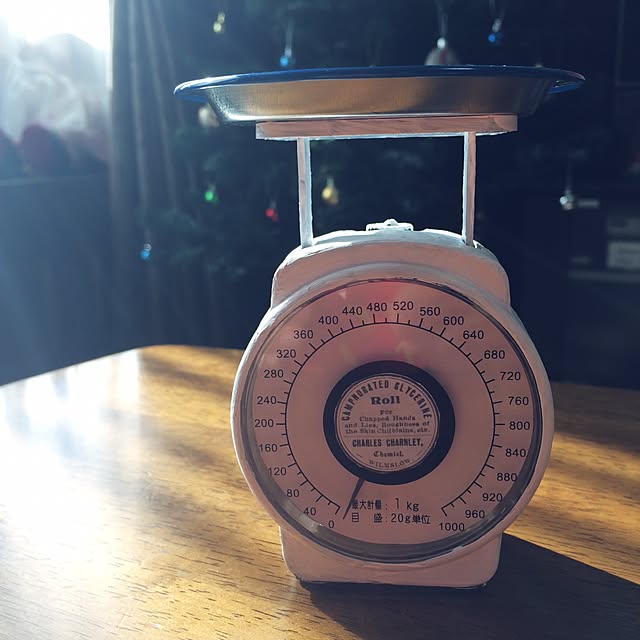 0
40
80
120
160
200
240
280
320
360
400
440
480
520
560
600
640
680
720
760
800
840
880
920
960
1000
CAMPHORATED GLYCERINE
Roll
For
Chapped Hands
and Lips, Roughness of
the Skin Chilblains, etc.
CHARLES CHARNLEY,
Chemist,
WILMSLOW
最大計量 : 1 kg
目 盛 : 20g単位